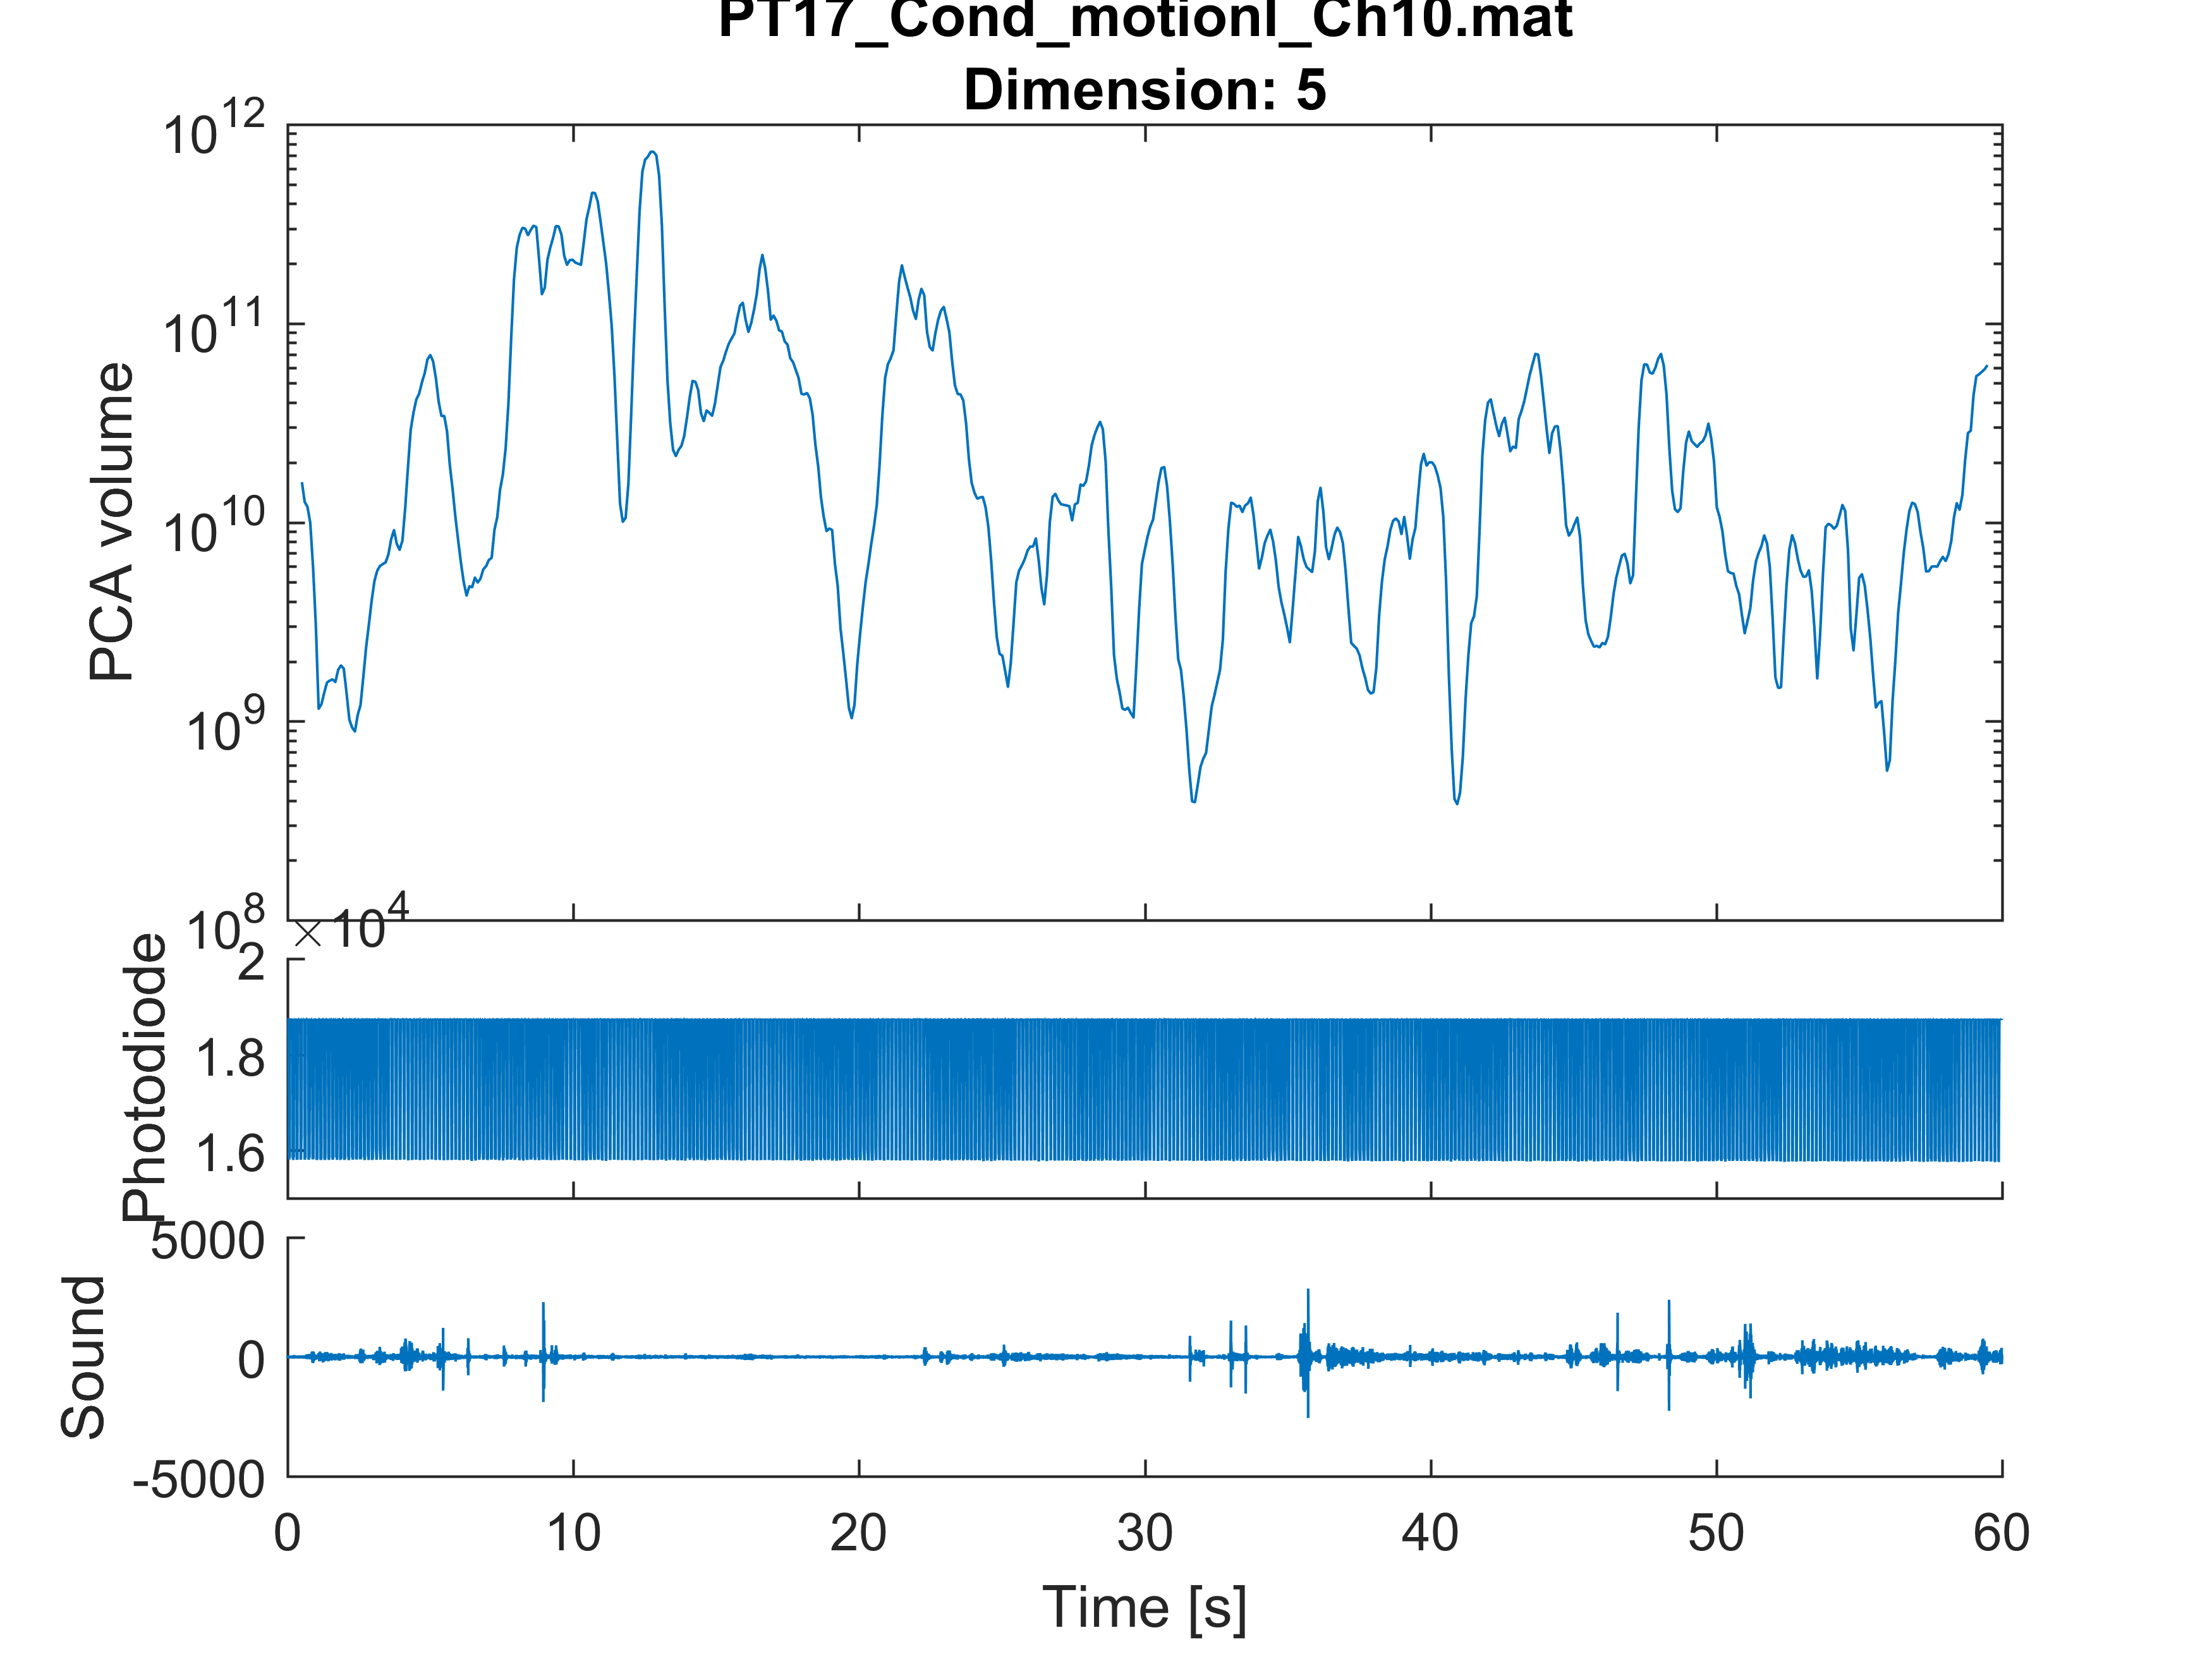 PT17_Cond_motionI_Ch10.mat
Dimension: 5
10^12
10^11
10^10
10^9
10^8
PCA volume
× 10^4
2
1.8
1.6
Photodiode
5000
0
-5000
Sound
0 10 20 30 40 50 60
Time [s]